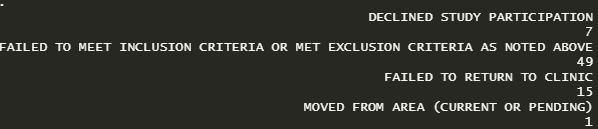 .
DECLINED STUDY PARTICIPATION
7
FAILED TO MEET INCLUSION CRITERIA OR MET EXCLUSION CRITERIA AS NOTED ABOVE
49
FAILED TO RETURN TO CLINIC
15
MOVED FROM AREA (CURRENT OR PENDING)
1